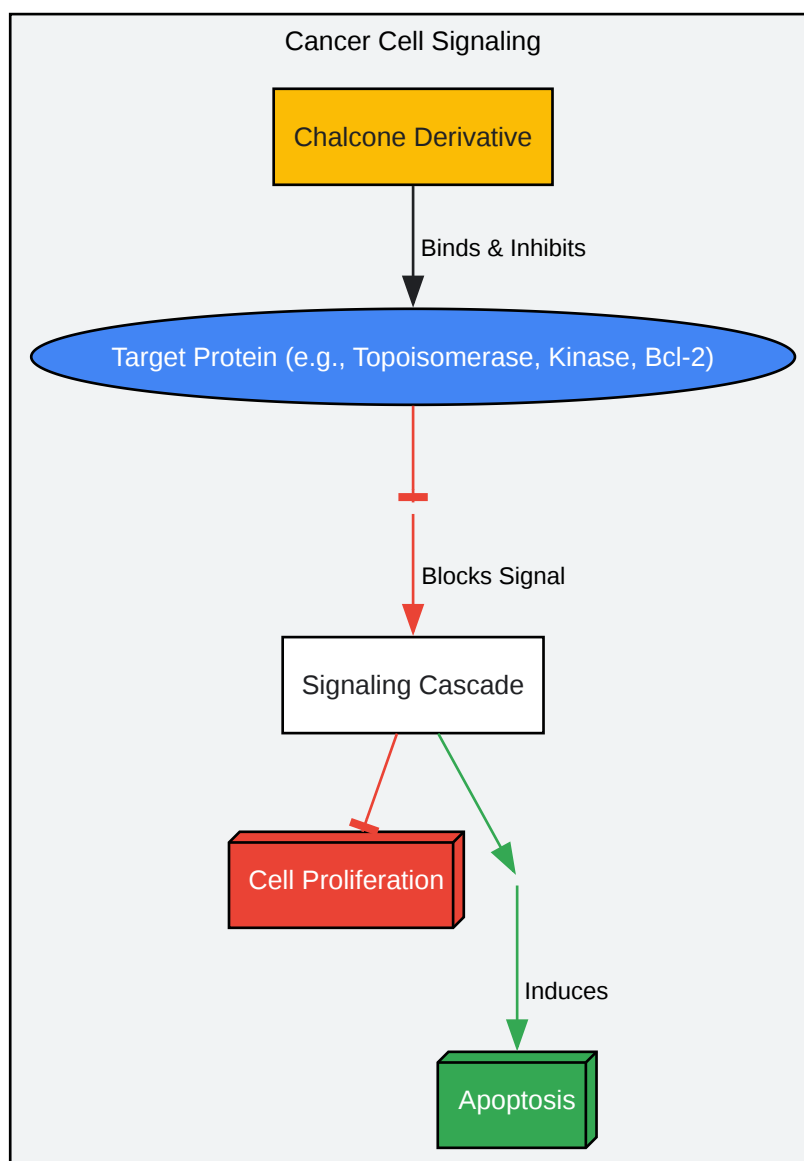 Cancer Cell Signaling
Chalcone Derivative
Binds & Inhibits
Target Protein (e.g., Topoisomerase, Kinase, Bcl-2)
Blocks Signal
Signaling Cascade
Cell Proliferation
Induces
Apoptosis